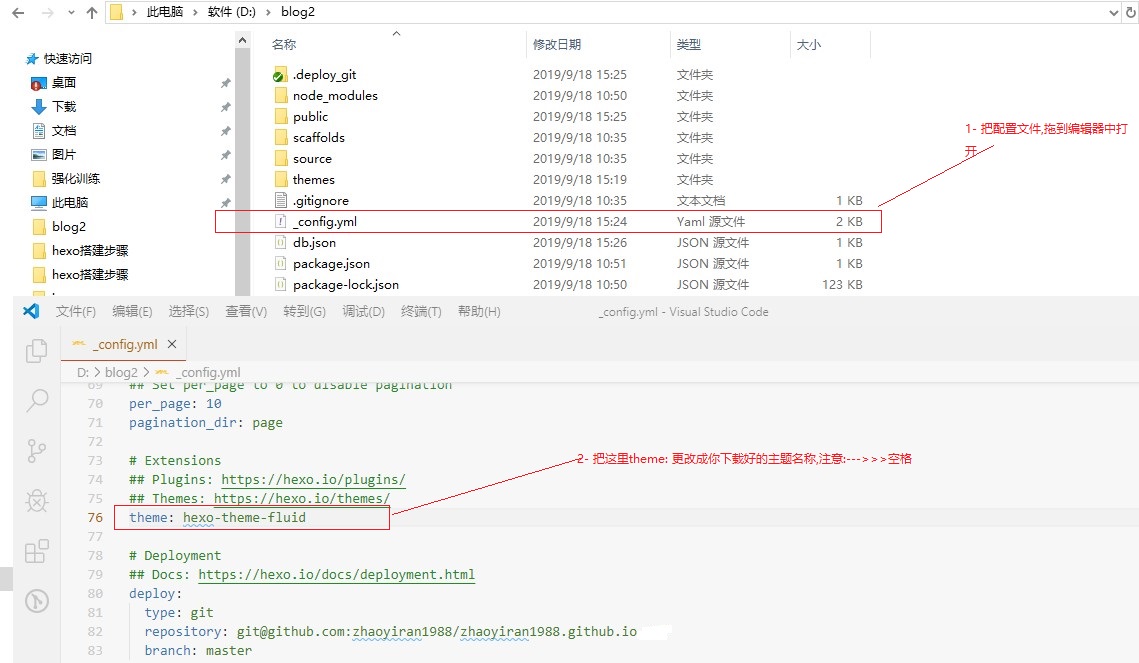 此电脑 > 软件 (D:) > blog2
名称 修改日期 类型 大小
快速访问
桌面
下载
文档
图片
强化训练
此电脑
blog2
hexo搭建步骤
hexo搭建步骤
.deploy_git 2019/9/18 15:25 文件夹
node_modules 2019/9/18 10:50 文件夹
public 2019/9/18 15:25 文件夹
scaffolds 2019/9/18 10:35 文件夹
source 2019/9/18 10:35 文件夹
themes 2019/9/18 15:19 文件夹
.gitignore 2019/9/18 10:35 文本文档 1 KB
_config.yml 2019/9/18 15:24 Yaml 源文件 2 KB
db.json 2019/9/18 15:26 JSON 源文件 1 KB
package.json 2019/9/18 10:51 JSON 源文件 1 KB
package-lock.json 2019/9/18 10:50 JSON 源文件 123 KB
1- 把配置文件,拖到编辑器中打
开
文件(F) 编辑(E) 选择(S) 查看(V) 转到(G) 调试(D) 终端(T) 帮助(H) _config.yml - Visual Studio Code
_config.yml
D: > blog2 > _config.yml
69 ## Set per_page to 0 to disable pagination
70 per_page: 10
71 pagination_dir: page
72
73 # Extensions
74 ## Plugins: https://hexo.io/plugins/
75 ## Themes: https://hexo.io/themes/
76 theme: hexo-theme-fluid
77
78 # Deployment
79 ## Docs: https://hexo.io/docs/deployment.html
80 deploy:
81 type: git
82 repository: git@github.com:zhaoyiran1988/zhaoyiran1988.github.io
83 branch: master
2- 把这里theme: 更改成你下载好的主题名称,注意:--->>>空格